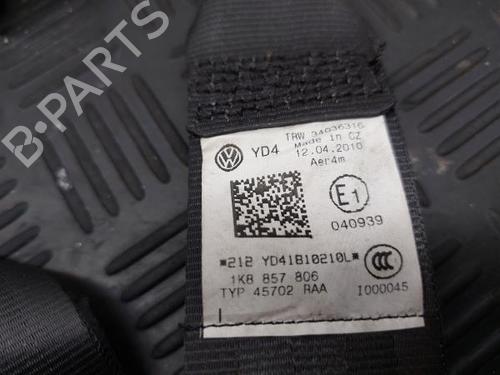 YD4
TRW 34036316
Made in CZ
12.04.2010
Aer4m
E1
040939
*212 YD41B10210L*
1K8 857 806
CCC
TYP 45702 RAA
I000045
B-PARTS